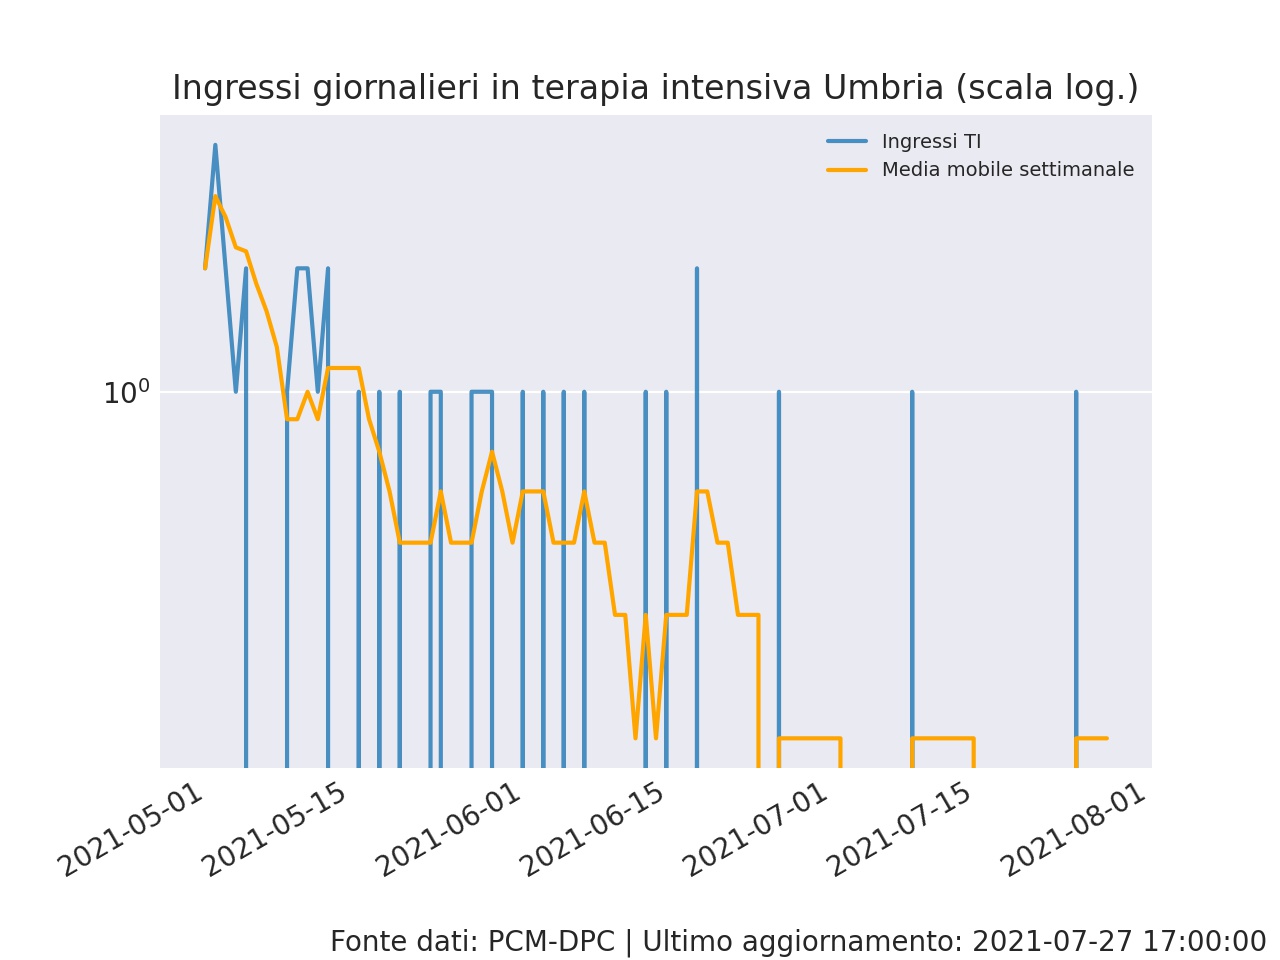 Ingressi giornalieri in terapia intensiva Umbria (scala log.)
Ingressi TI
Media mobile settimanale
10⁰
2021-05-01
2021-05-15
2021-06-01
2021-06-15
2021-07-01
2021-07-15
2021-08-01
Fonte dati: PCM-DPC | Ultimo aggiornamento: 2021-07-27 17:00:00